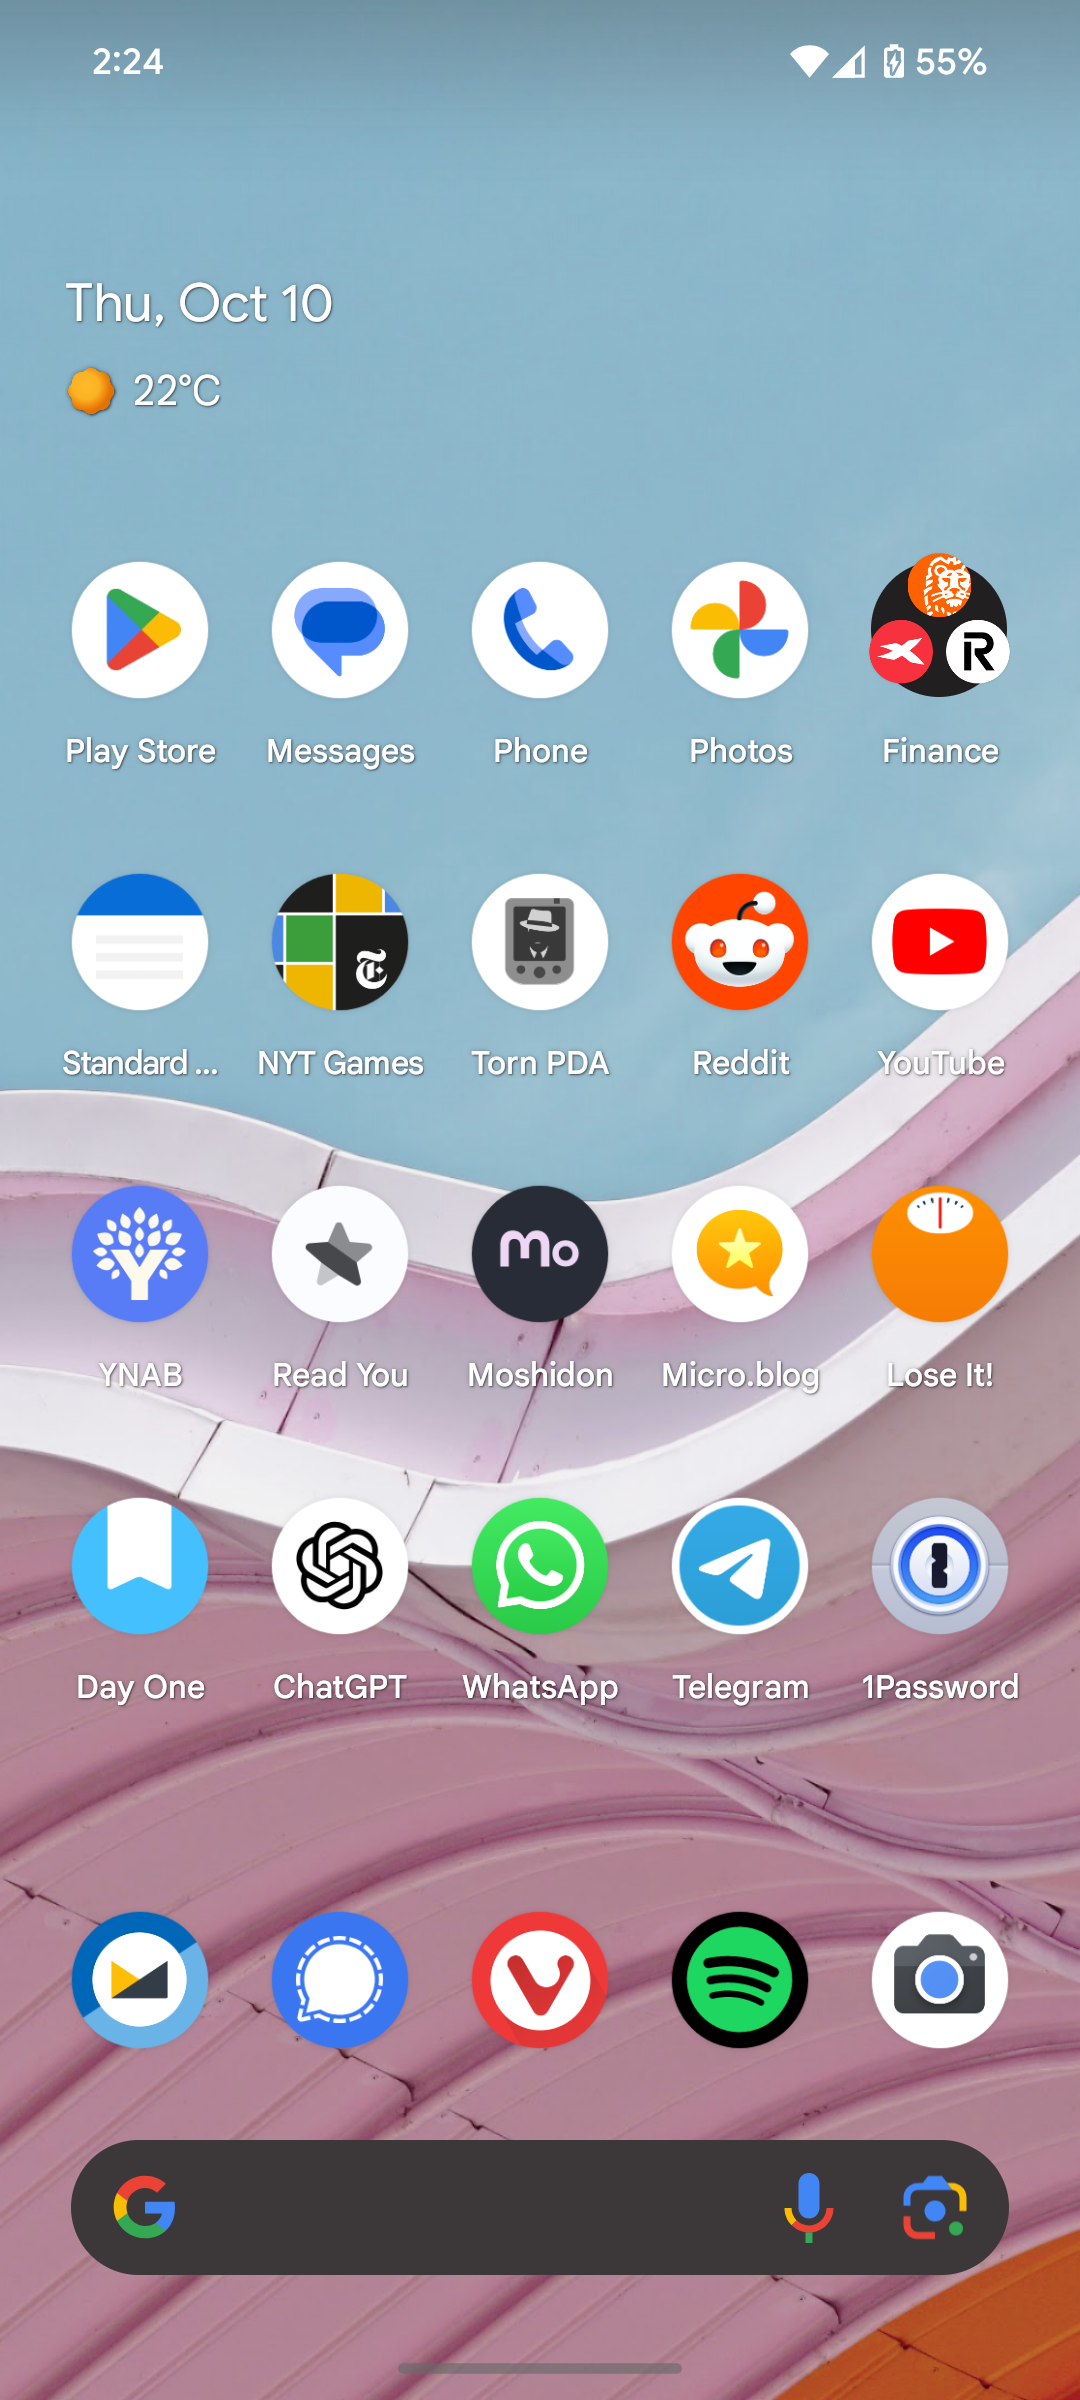 2:24 55%
Thu, Oct 10
22°C
Play Store Messages Phone Photos Finance
Standard ... NYT Games Torn PDA Reddit YouTube
YNAB Read You Moshidon Micro.blog Lose It!
Day One ChatGPT WhatsApp Telegram 1Password